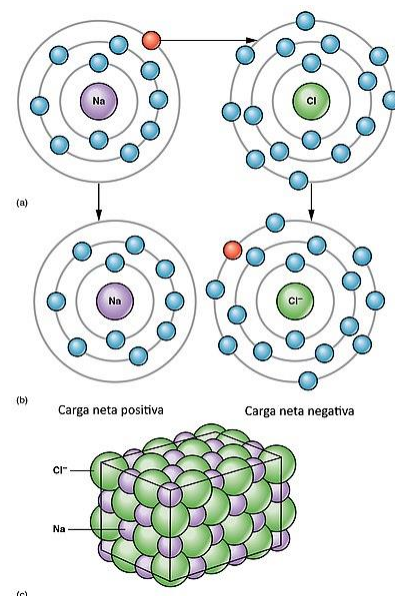 Na
Cl
(a)
Na
Cl⁻
(b)
Carga neta positiva
Carga neta negativa
Cl⁻
Na
(c)